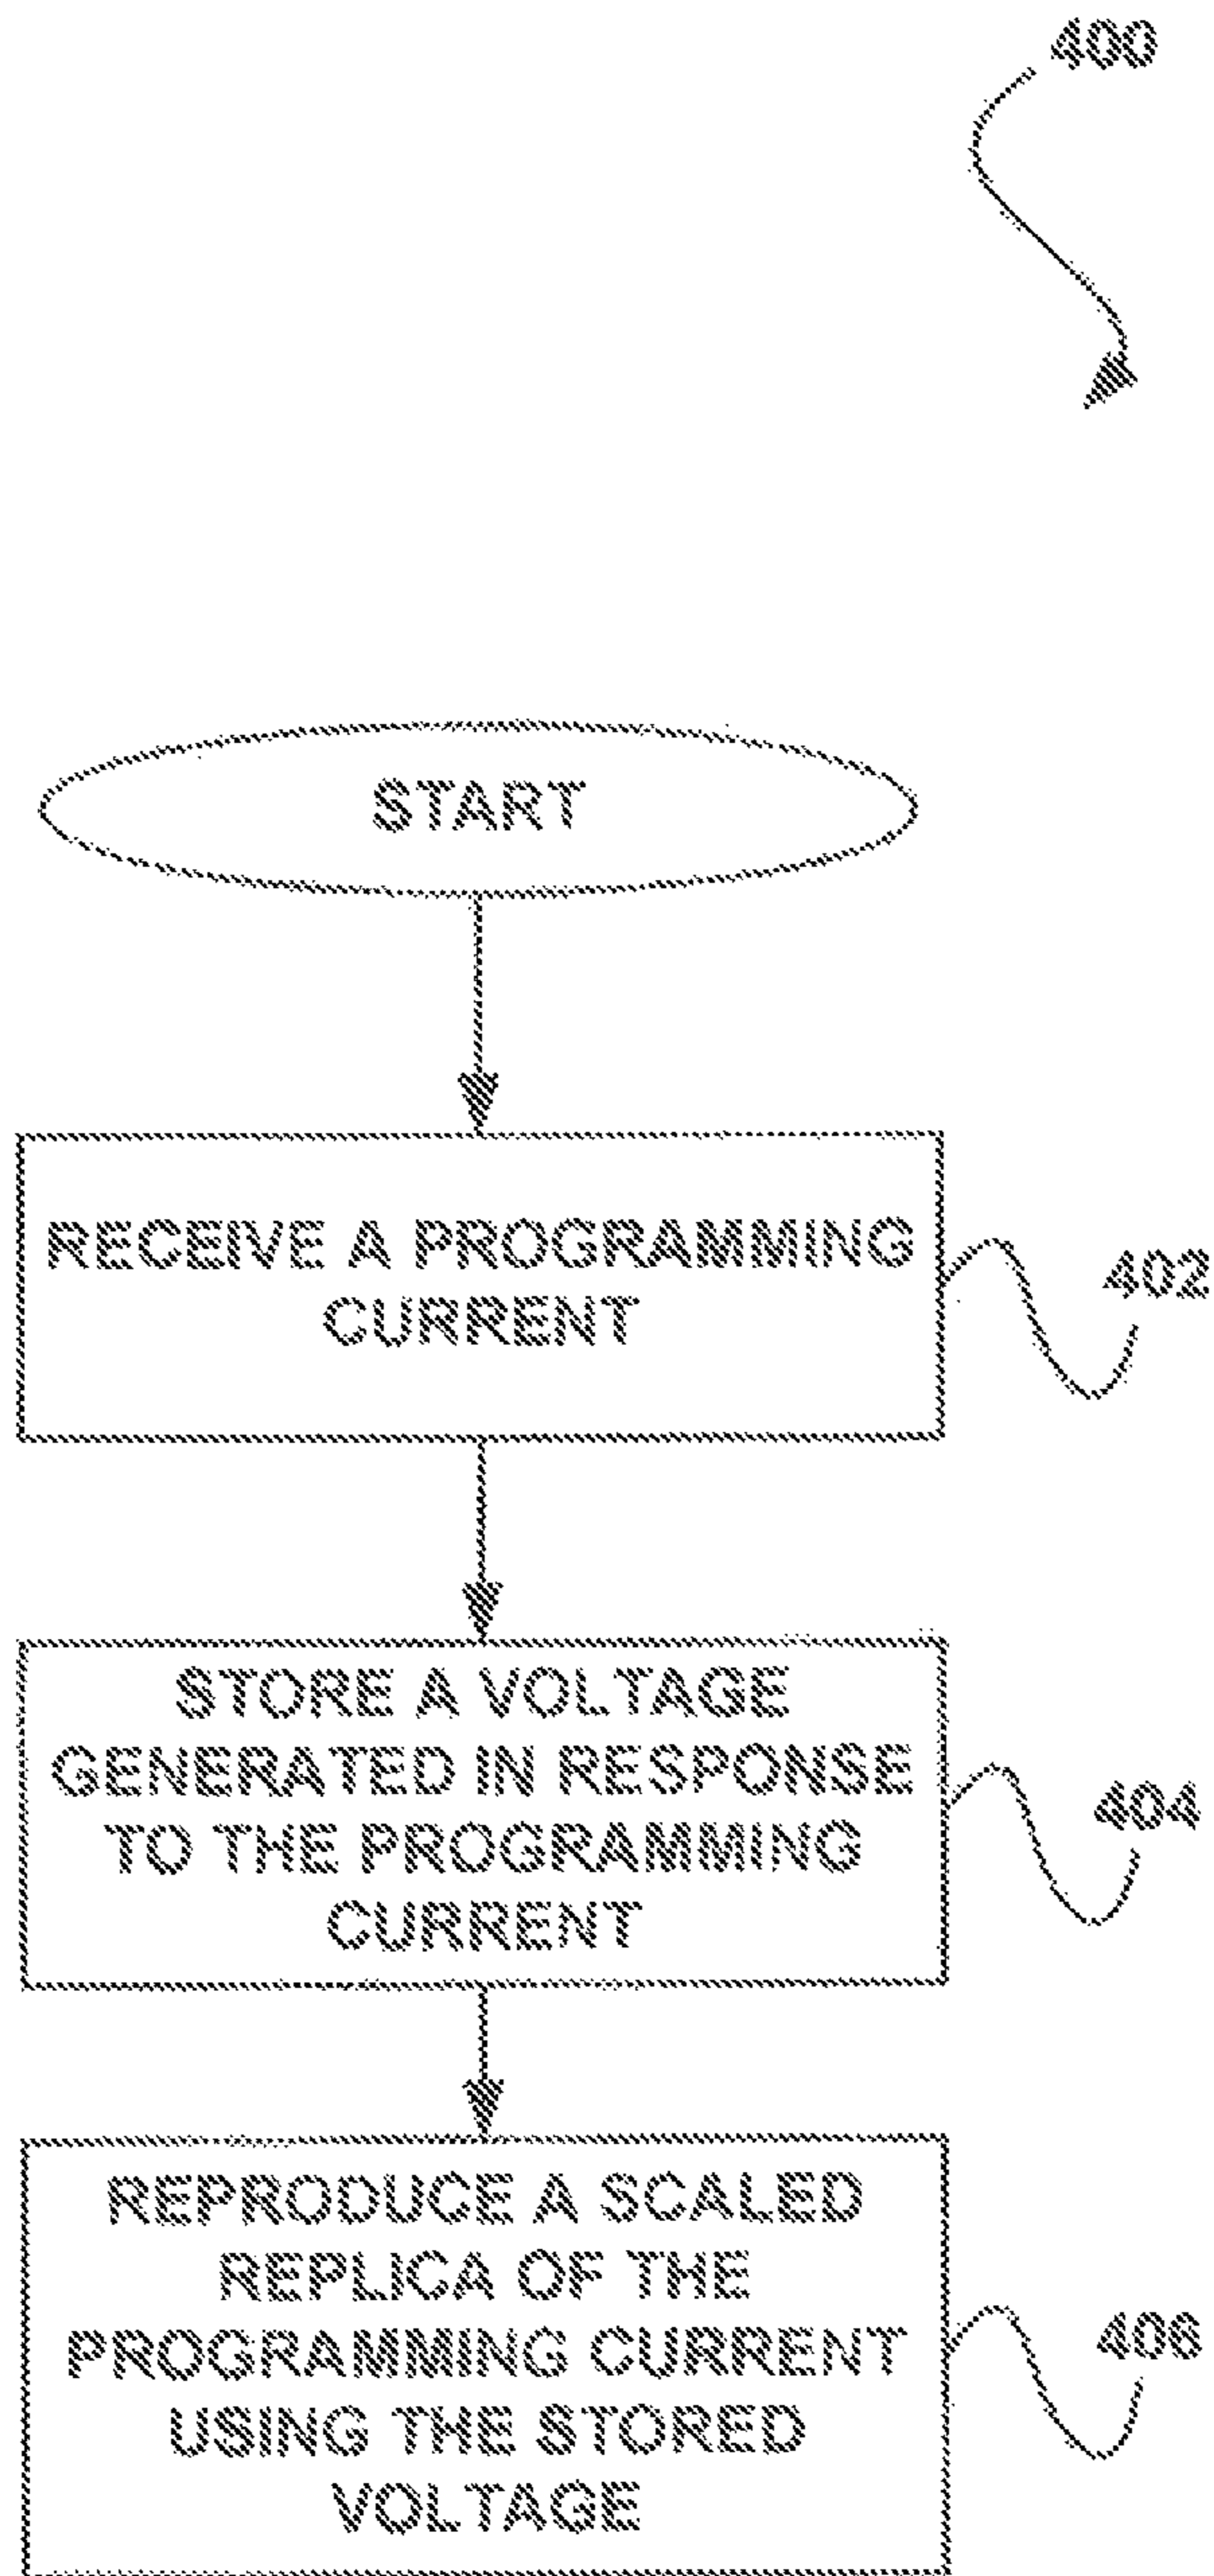 400
START
RECEIVE A PROGRAMMING
CURRENT
402
STORE A VOLTAGE
GENERATED IN RESPONSE
TO THE PROGRAMMING
CURRENT
404
REPRODUCE A SCALED
REPLICA OF THE
PROGRAMMING CURRENT
USING THE STORED
VOLTAGE
406